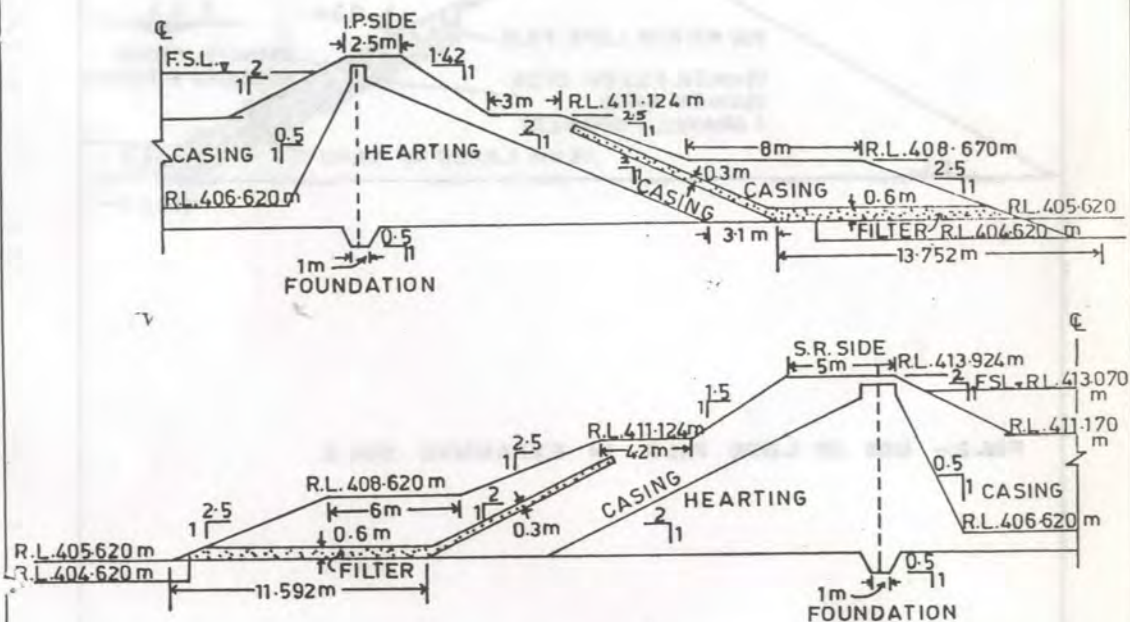 ℄
I.P.SIDE
2.5m
F.S.L.
2
1
1.42
1
3m
R.L.411.124 m
2.5
1
0.5
1
CASING
HEARTING
2
1
8m
R.L.408.670m
2.5
1
0.3m
CASING
2
1
CASING
R.L.406.620 m
0.6m
R.L.405.620
3.1 m
FILTER
R.L.404.620 m
13.752m
0.5
1
1m
FOUNDATION
℄
S.R. SIDE
5m
R.L.413.924m
2
1
FSL R.L.413.070
m
1.5
1
R.L.411.124m
R.L.411.170
m
4.2m
2.5
1
R.L.408.620 m
6m
0.5
1
CASING
CASING
HEARTING
2
1
2
1
0.3m
2.5
1
0.6m
R.L.406.620 m
R.L.405.620 m
R.L.404.620 m
FILTER
11.592m
0.5
1
1m
FOUNDATION